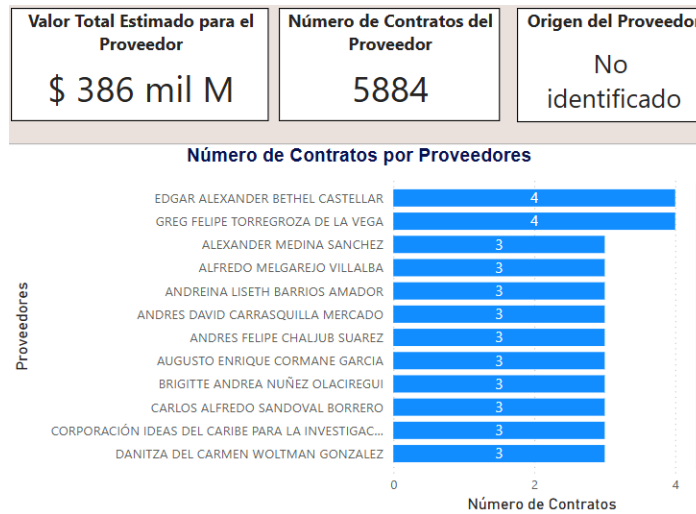 Valor Total Estimado para el
Proveedor
$ 386 mil M
Número de Contratos del
Proveedor
5884
Origen del Proveedor
No
identificado
Número de Contratos por Proveedores
Proveedores
EDGAR ALEXANDER BETHEL CASTELLAR 4
GREG FELIPE TORREGROZA DE LA VEGA 4
ALEXANDER MEDINA SANCHEZ 3
ALFREDO MELGAREJO VILLALBA 3
ANDREINA LISETH BARRIOS AMADOR 3
ANDRES DAVID CARRASQUILLA MERCADO 3
ANDRES FELIPE CHALJUB SUAREZ 3
AUGUSTO ENRIQUE CORMANE GARCIA 3
BRIGITTE ANDREA NUÑEZ OLACIREGUI 3
CARLOS ALFREDO SANDOVAL BORRERO 3
CORPORACIÓN IDEAS DEL CARIBE PARA LA INVESTIGAC... 3
DANITZA DEL CARMEN WOLTMAN GONZALEZ 3
0 2 4
Número de Contratos